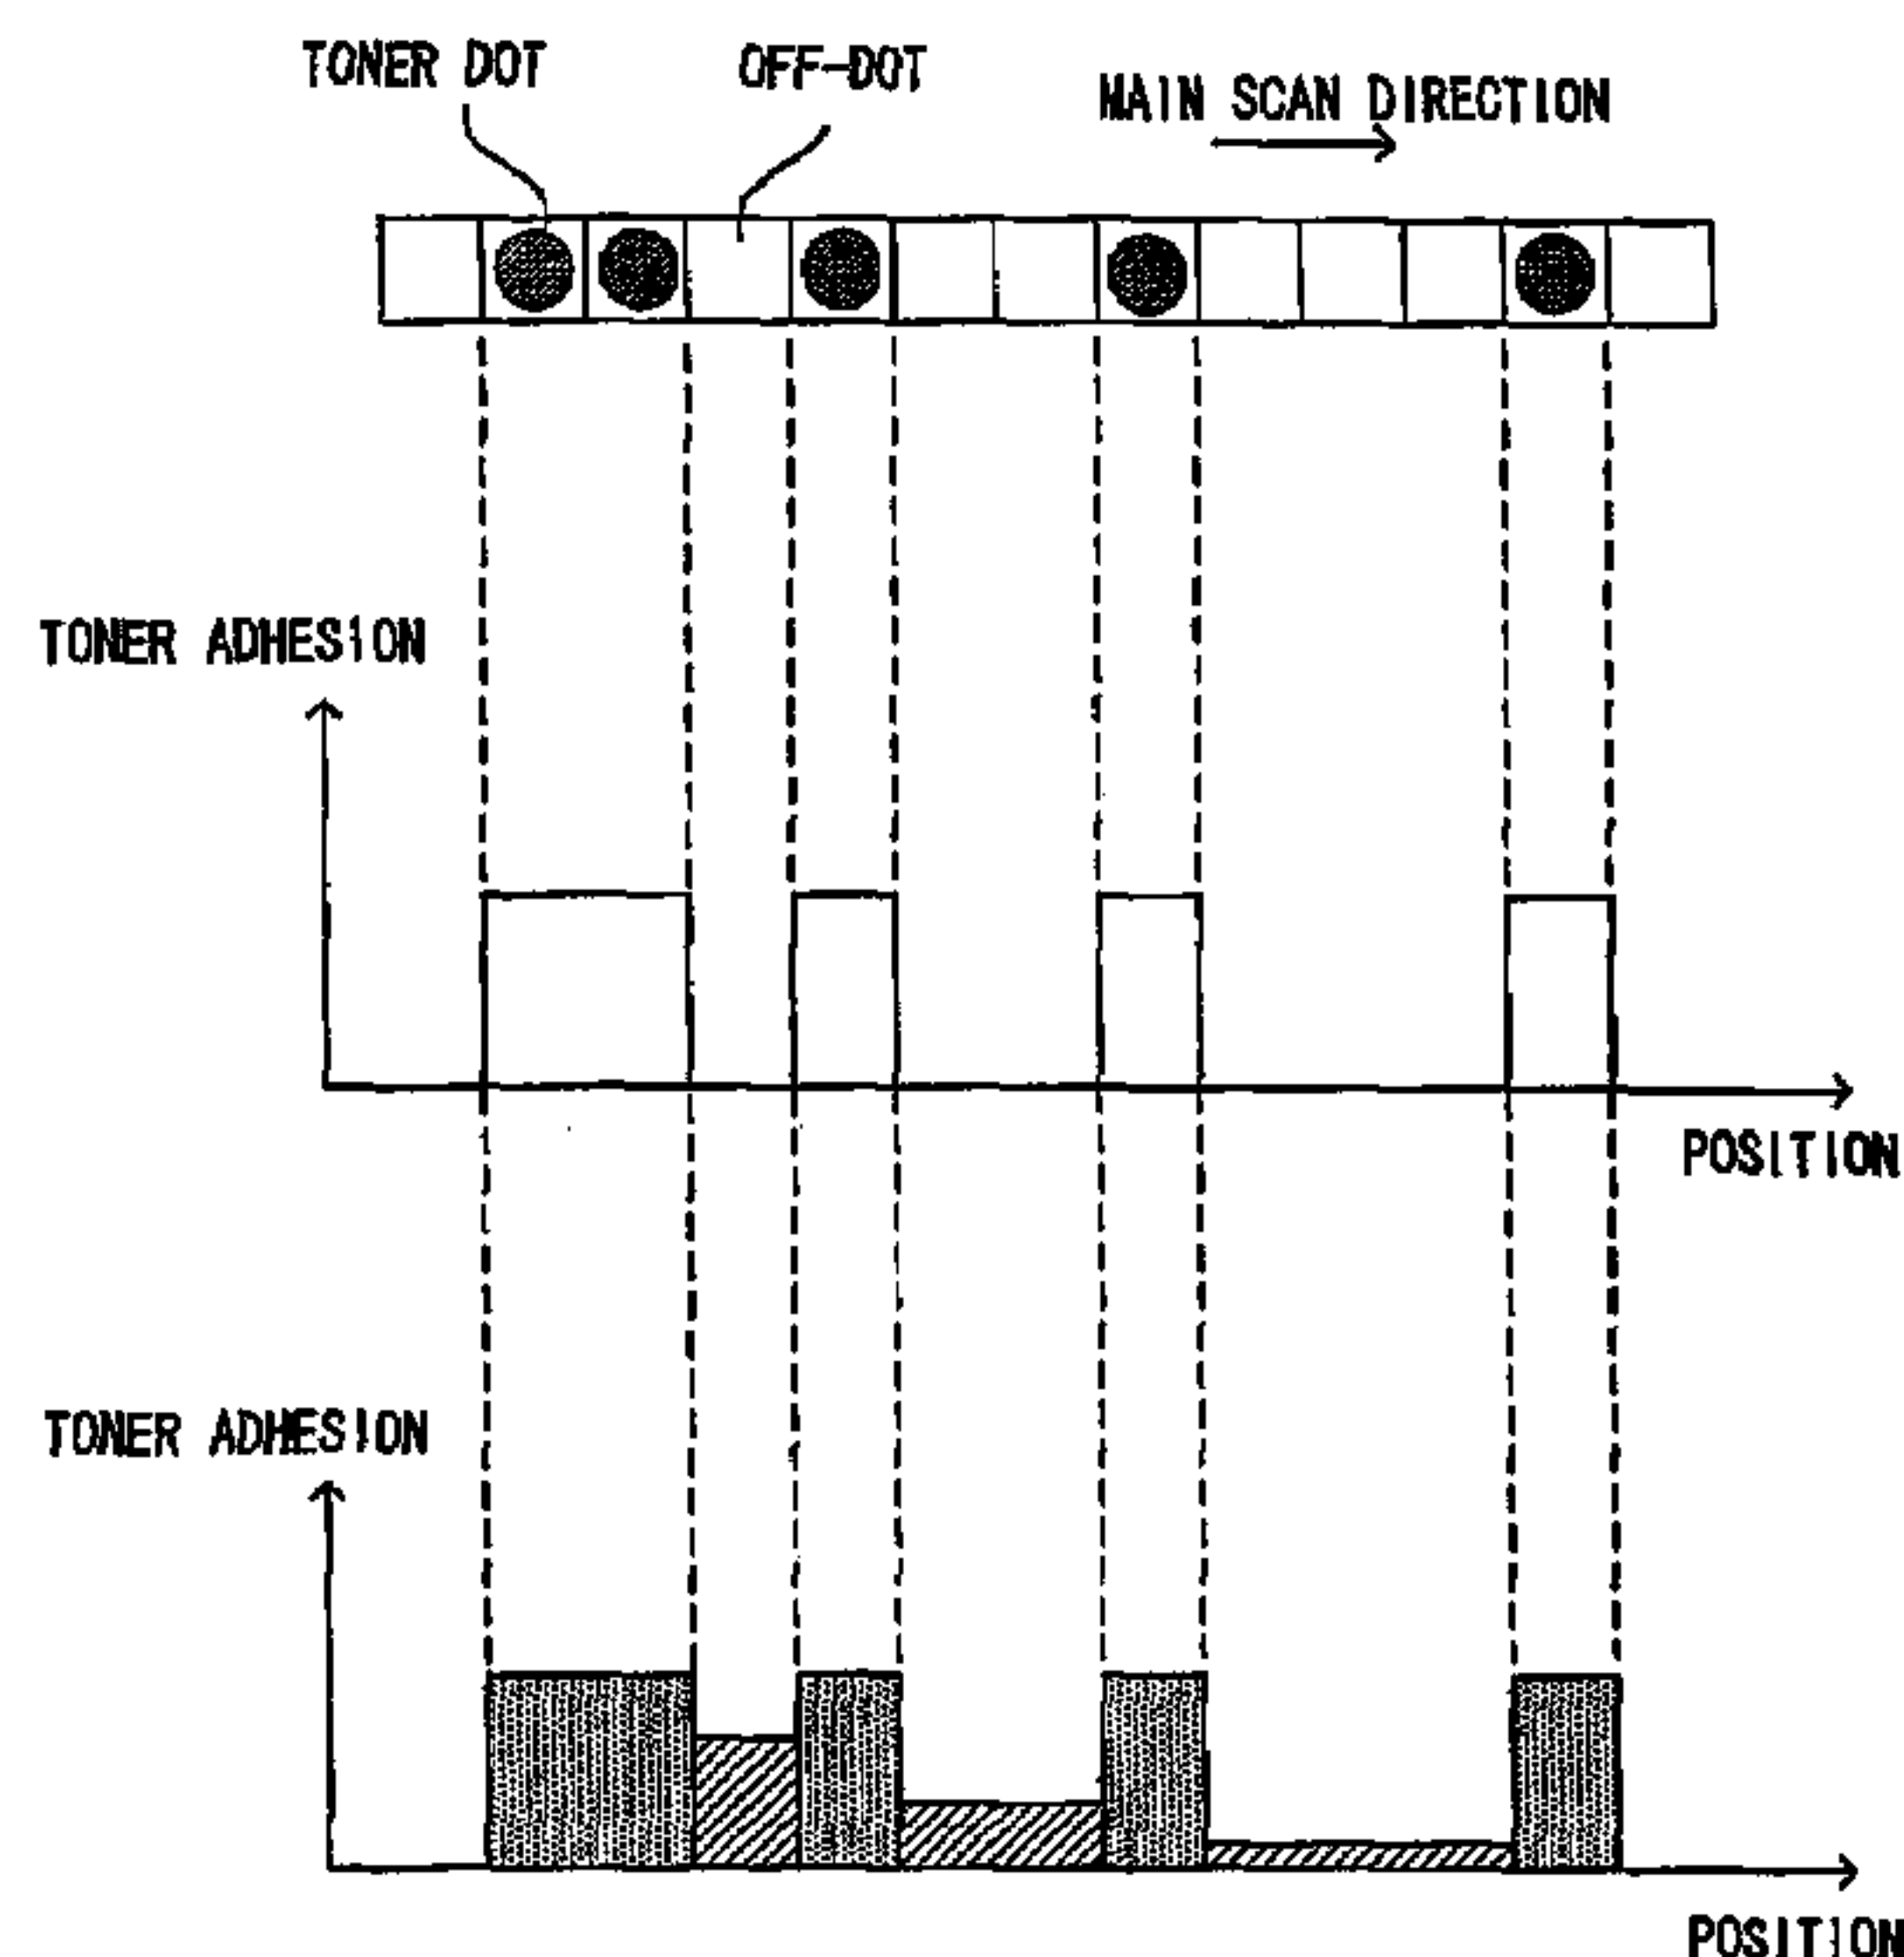 TONER DOT
OFF-DOT
MAIN SCAN DIRECTION
TONER ADHESION
POSITION
TONER ADHESION
POSITION